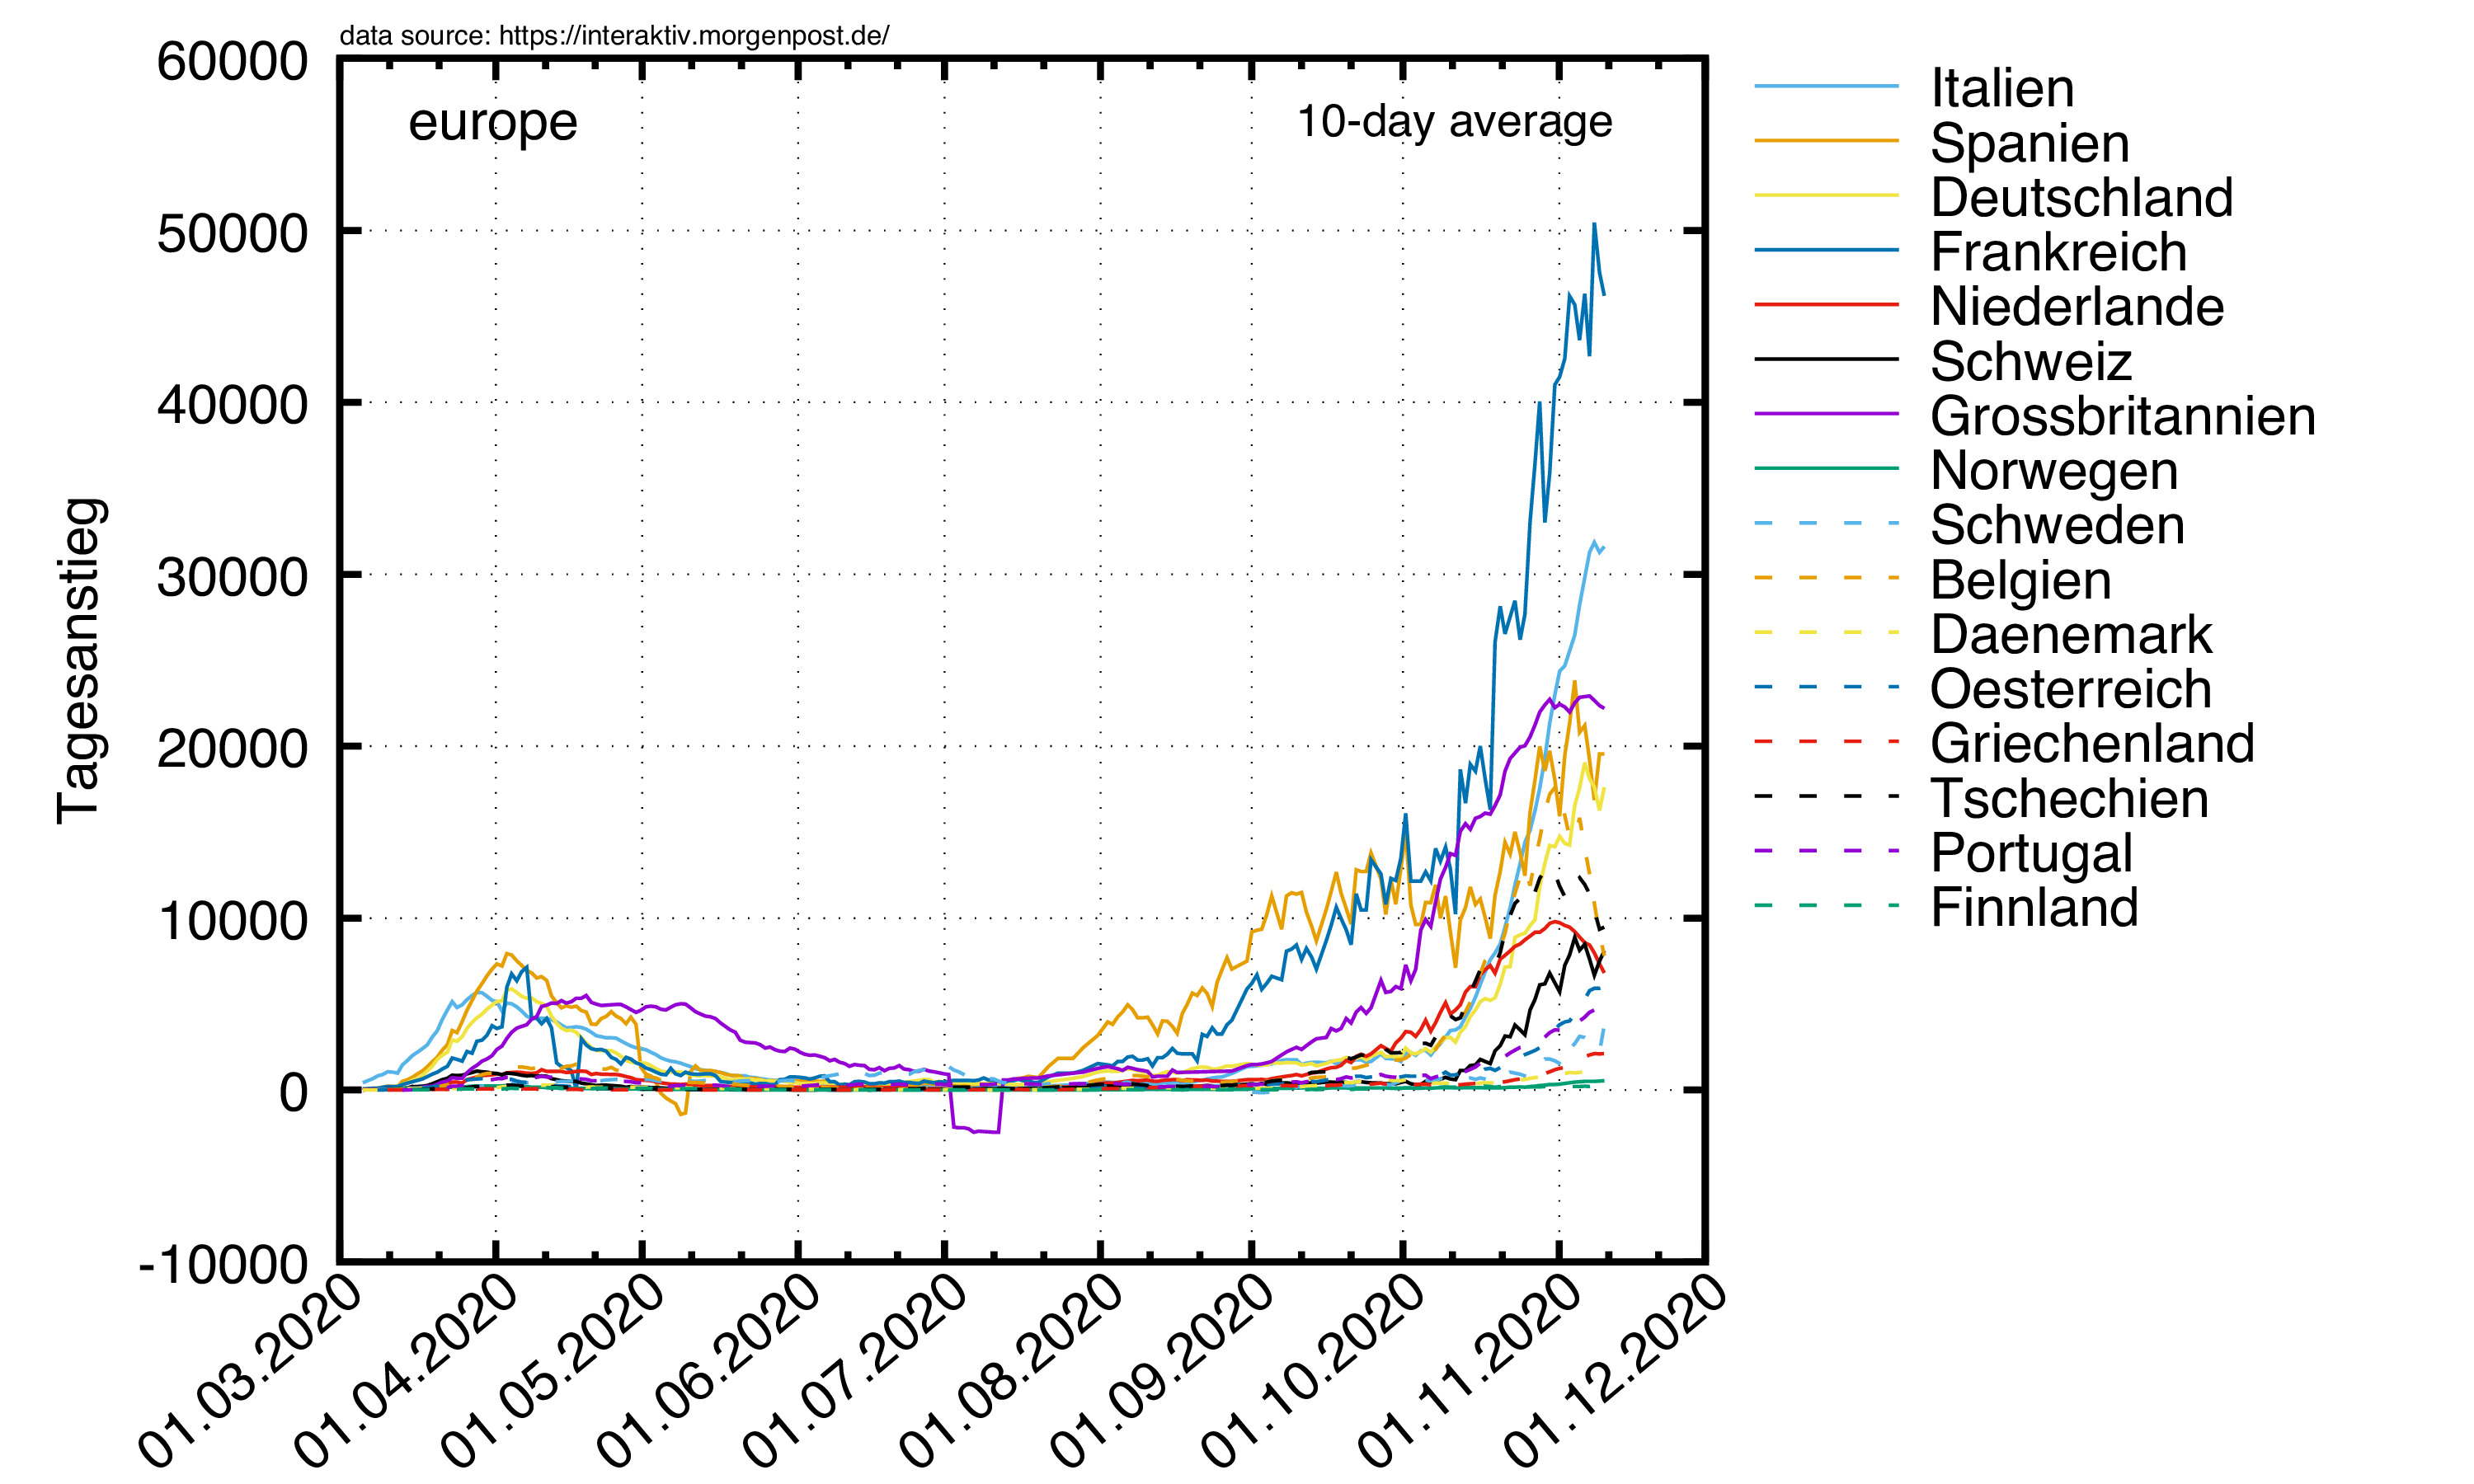 data source: https://interaktiv.morgenpost.de/
europe
10-day average
Tagesanstieg
60000
50000
40000
30000
20000
10000
0
-10000
01.03.2020
01.04.2020
01.05.2020
01.06.2020
01.07.2020
01.08.2020
01.09.2020
01.10.2020
01.11.2020
01.12.2020
Italien
Spanien
Deutschland
Frankreich
Niederlande
Schweiz
Grossbritannien
Norwegen
Schweden
Belgien
Daenemark
Oesterreich
Griechenland
Tschechien
Portugal
Finnland